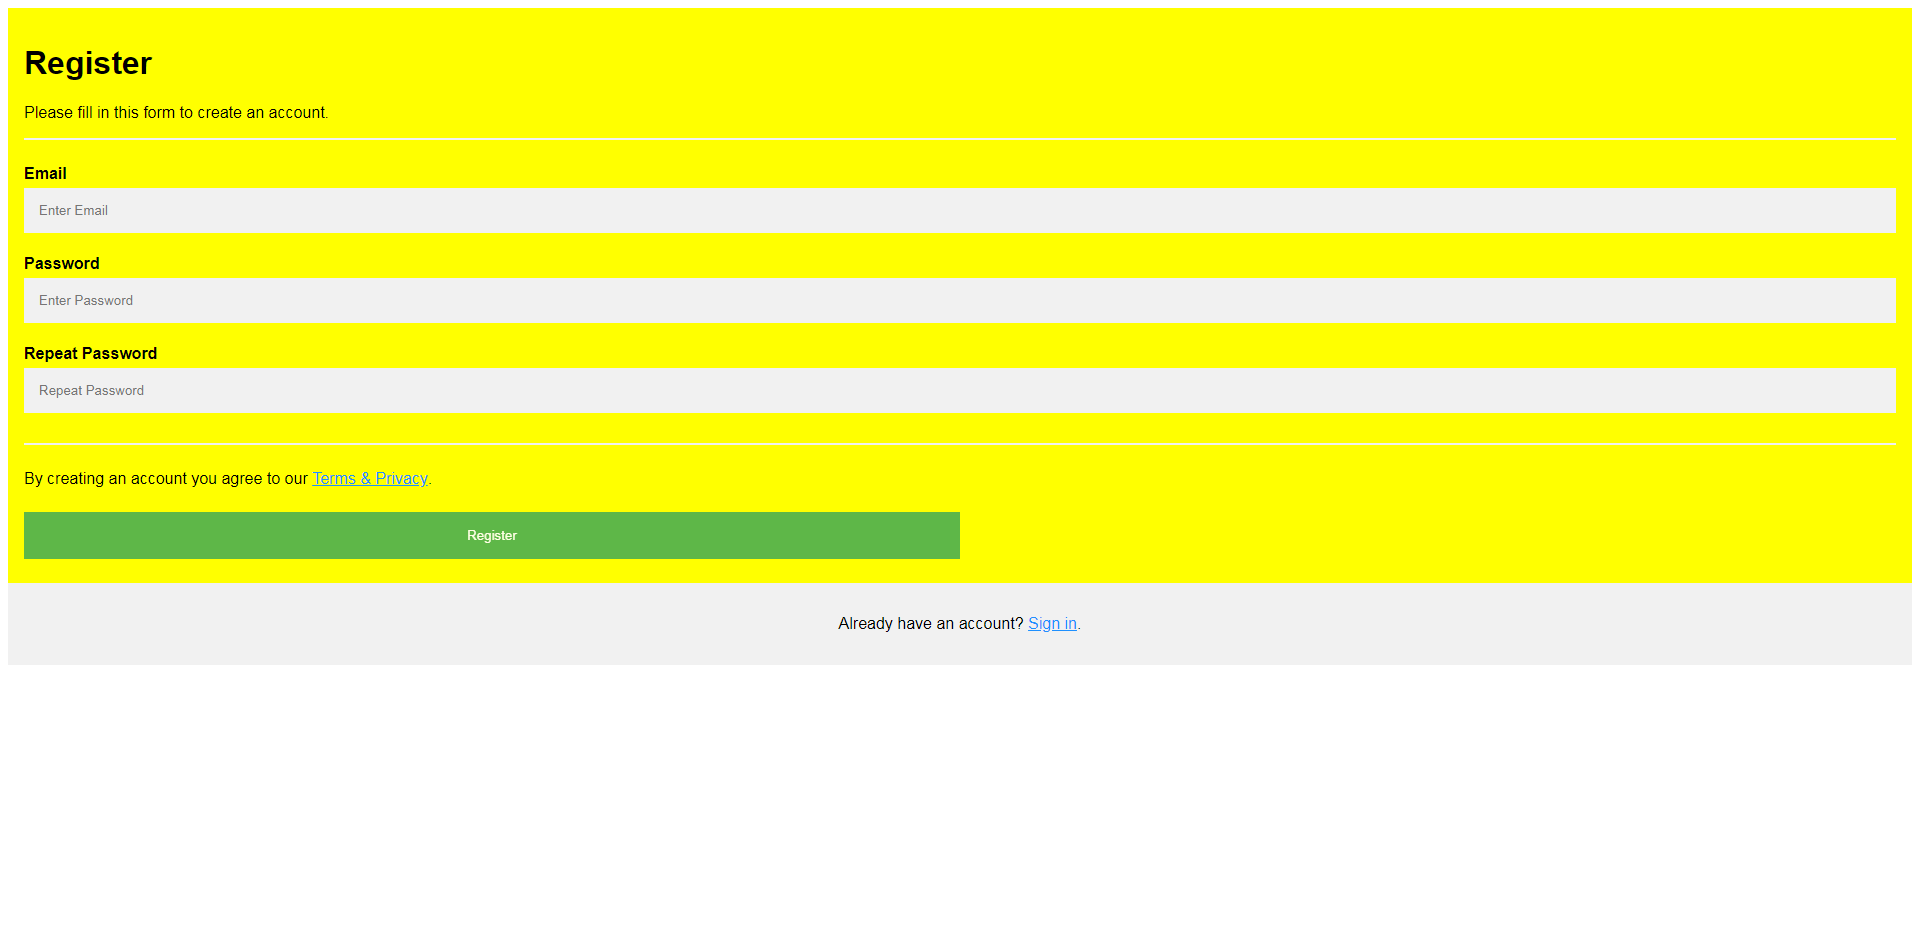 Register
Please fill in this form to create an account.
Email
Enter Email
Password
Enter Password
Repeat Password
Repeat Password
By creating an account you agree to our Terms & Privacy.
Register
Already have an account? Sign in.